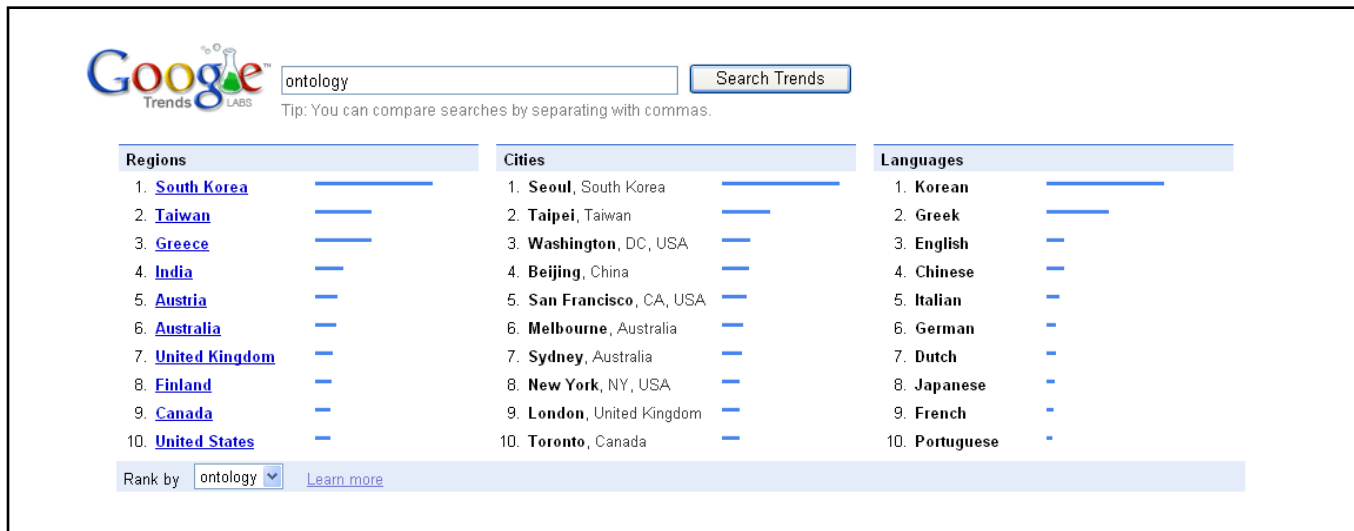 Google™
Trends LABS
ontology
Search Trends
Tip: You can compare searches by separating with commas.
Regions
1. South Korea
2. Taiwan
3. Greece
4. India
5. Austria
6. Australia
7. United Kingdom
8. Finland
9. Canada
10. United States
Cities
1. Seoul, South Korea
2. Taipei, Taiwan
3. Washington, DC, USA
4. Beijing, China
5. San Francisco, CA, USA
6. Melbourne, Australia
7. Sydney, Australia
8. New York, NY, USA
9. London, United Kingdom
10. Toronto, Canada
Languages
1. Korean
2. Greek
3. English
4. Chinese
5. Italian
6. German
7. Dutch
8. Japanese
9. French
10. Portuguese
Rank by ontology Learn more